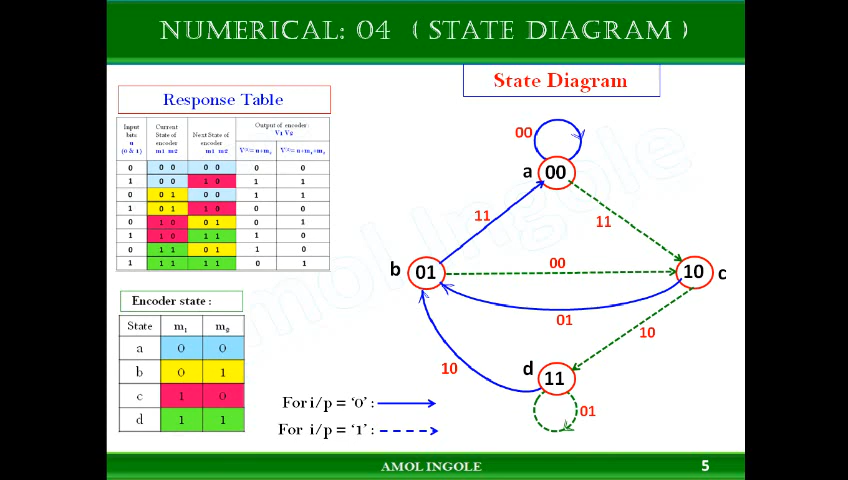 NUMERICAL: 04 ( STATE DIAGRAM )
State Diagram
Response Table
Input bits n (0 & 1) Current State of encoder m1 m2 Next State of encoder m1 m2 Output of encoder: V1 V2
0 0 0 0 0 0 0
1 0 0 1 0 1 1
0 0 1 0 0 1 1
1 0 1 1 0 0 0
0 1 0 0 1 0 1
1 1 0 1 1 1 0
0 1 1 0 1 1 0
1 1 1 1 1 0 1
Encoder state :
State m1 m2
a 0 0
b 0 1
c 1 0
d 1 1
00
a 00
11
11
b 01
00
10 c
01
10
10
d 11
01
For i/p = '0' :
For i/p = '1' :
Amol Ingole
AMOL INGOLE
5